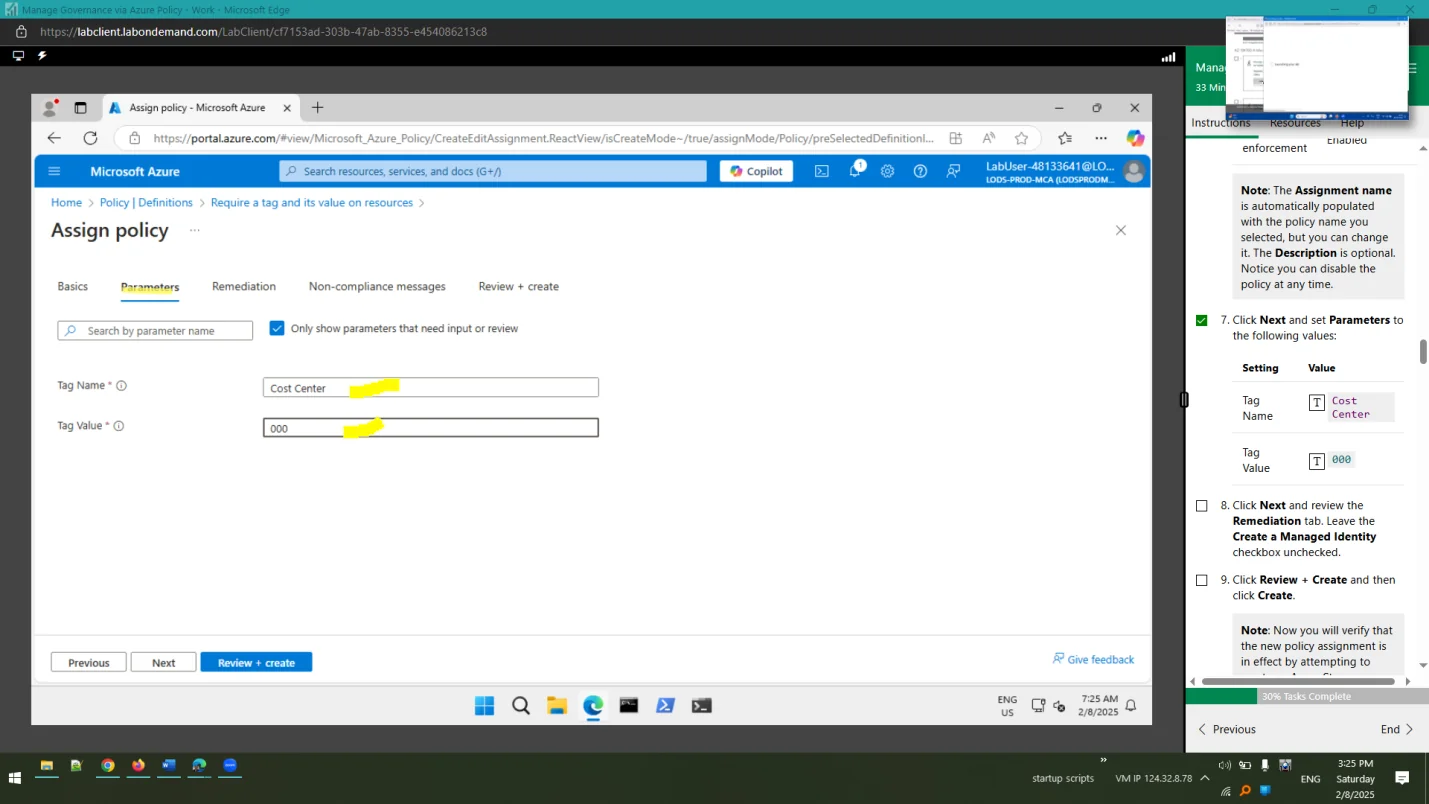 Manage Governance via Azure Policy - Work - Microsoft Edge
https://labclient.labondemand.com/LabClient/cf7153ad-303b-47ab-8355-e454086213c8
Assign policy - Microsoft Azure
https://portal.azure.com/#view/Microsoft_Azure_Policy/CreateEditAssignment.ReactView/isCreateMode~/true/assignMode/Policy/preSelectedDefinitionI...
Microsoft Azure
Search resources, services, and docs (G+/)
Copilot
1
LabUser-48133641@LO...
LODS-PROD-MCA (LODSPRODM...
Home > Policy | Definitions > Require a tag and its value on resources >
Assign policy ...
Basics
Parameters
Remediation
Non-compliance messages
Review + create
Search by parameter name
Only show parameters that need input or review
Tag Name *
Cost Center
Tag Value *
000
Previous
Next
Review + create
Give feedback
ENG
US
7:25 AM
2/8/2025
Mana
33 Min
Instructions
Resources
Help
enforcement
Enabled
Note: The Assignment name
is automatically populated
with the policy name you
selected, but you can change
it. The Description is optional.
Notice you can disable the
policy at any time.
7. Click Next and set Parameters to
the following values:
Setting Value
Tag
Name
T Cost
Center
Tag
Value
T 000
8. Click Next and review the
Remediation tab. Leave the
Create a Managed Identity
checkbox unchecked.
9. Click Review + Create and then
click Create.
Note: Now you will verify that
the new policy assignment is
in effect by attempting to
30% Tasks Complete
Previous
End
startup scripts
VM IP 124.32.8.78
ENG
3:25 PM
Saturday
2/8/2025